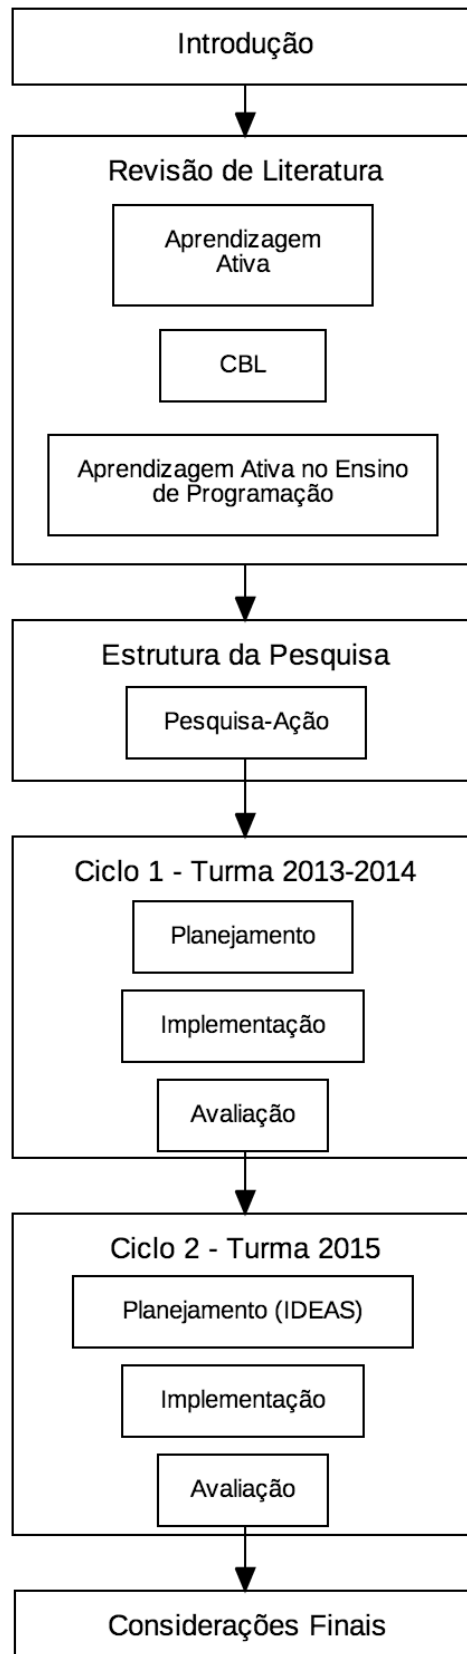 Introdução
Revisão de Literatura
Aprendizagem
Ativa
CBL
Aprendizagem Ativa no Ensino
de Programação
Estrutura da Pesquisa
Pesquisa-Ação
Ciclo 1 - Turma 2013-2014
Planejamento
Implementação
Avaliação
Ciclo 2 - Turma 2015
Planejamento (IDEAS)
Implementação
Avaliação
Considerações Finais